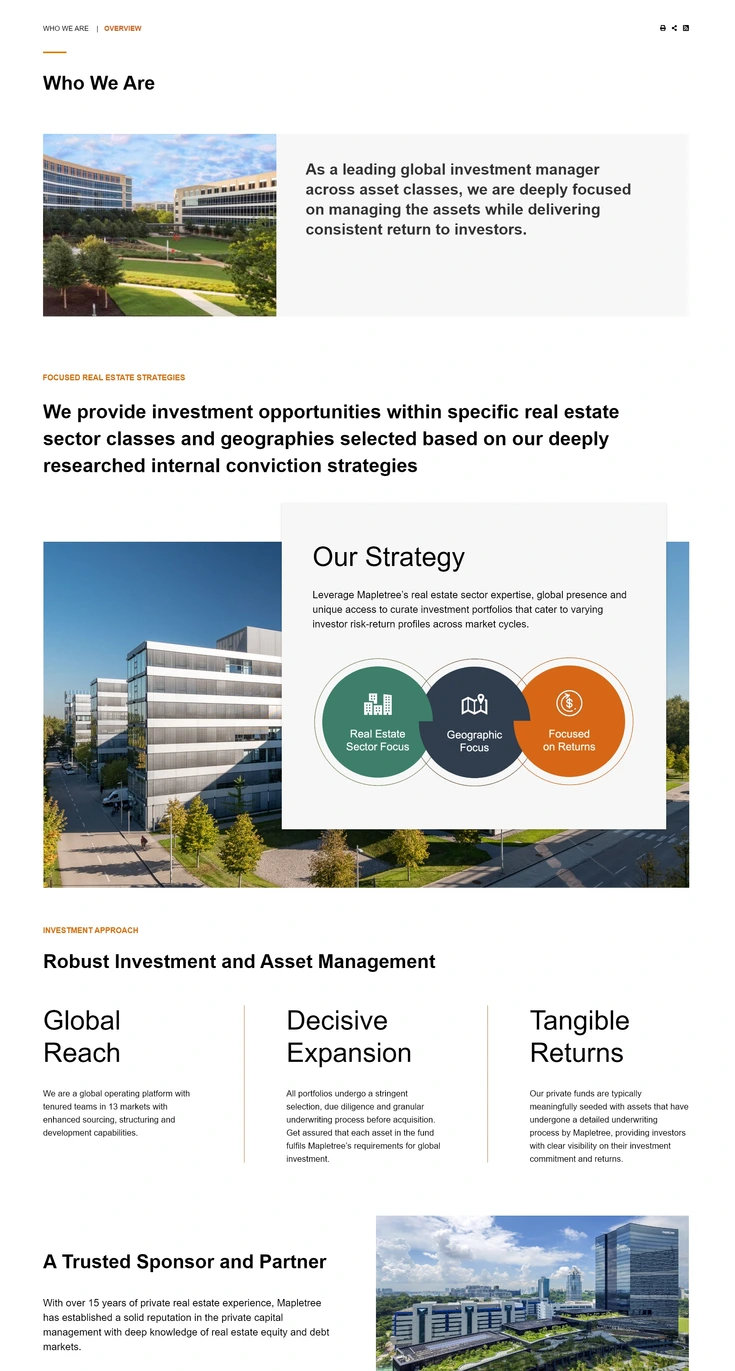 WHO WE ARE | OVERVIEW
Who We Are
As a leading global investment manager
across asset classes, we are deeply focused
on managing the assets while delivering
consistent return to investors.
FOCUSED REAL ESTATE STRATEGIES
We provide investment opportunities within specific real estate
sector classes and geographies selected based on our deeply
researched internal conviction strategies
Our Strategy
Leverage Mapletree’s real estate sector expertise, global presence and
unique access to curate investment portfolios that cater to varying
investor risk-return profiles across market cycles.
Real Estate
Sector Focus
Geographic
Focus
Focused
on Returns
INVESTMENT APPROACH
Robust Investment and Asset Management
Global
Reach
We are a global operating platform with
tenured teams in 13 markets with
enhanced sourcing, structuring and
development capabilities.
Decisive
Expansion
All portfolios undergo a stringent
selection, due diligence and granular
underwriting process before acquisition.
Get assured that each asset in the fund
fulfils Mapletree’s requirements for global
investment.
Tangible
Returns
Our private funds are typically
meaningfully seeded with assets that have
undergone a detailed underwriting
process by Mapletree, providing investors
with clear visibility on their investment
commitment and returns.
A Trusted Sponsor and Partner
With over 15 years of private real estate experience, Mapletree
has established a solid reputation in the private capital
management with deep knowledge of real estate equity and debt
markets.